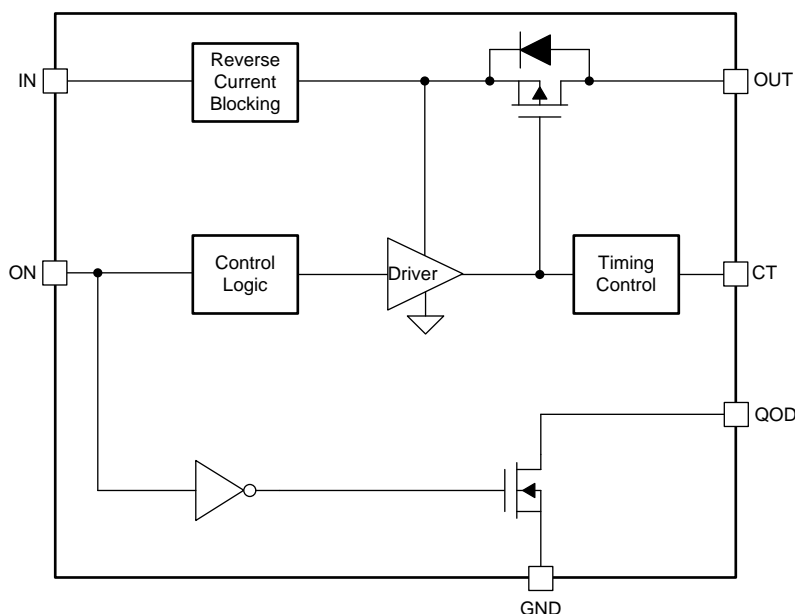 IN
Reverse
Current
Blocking
OUT
ON
Control
Logic
Driver
Timing
Control
CT
QOD
GND